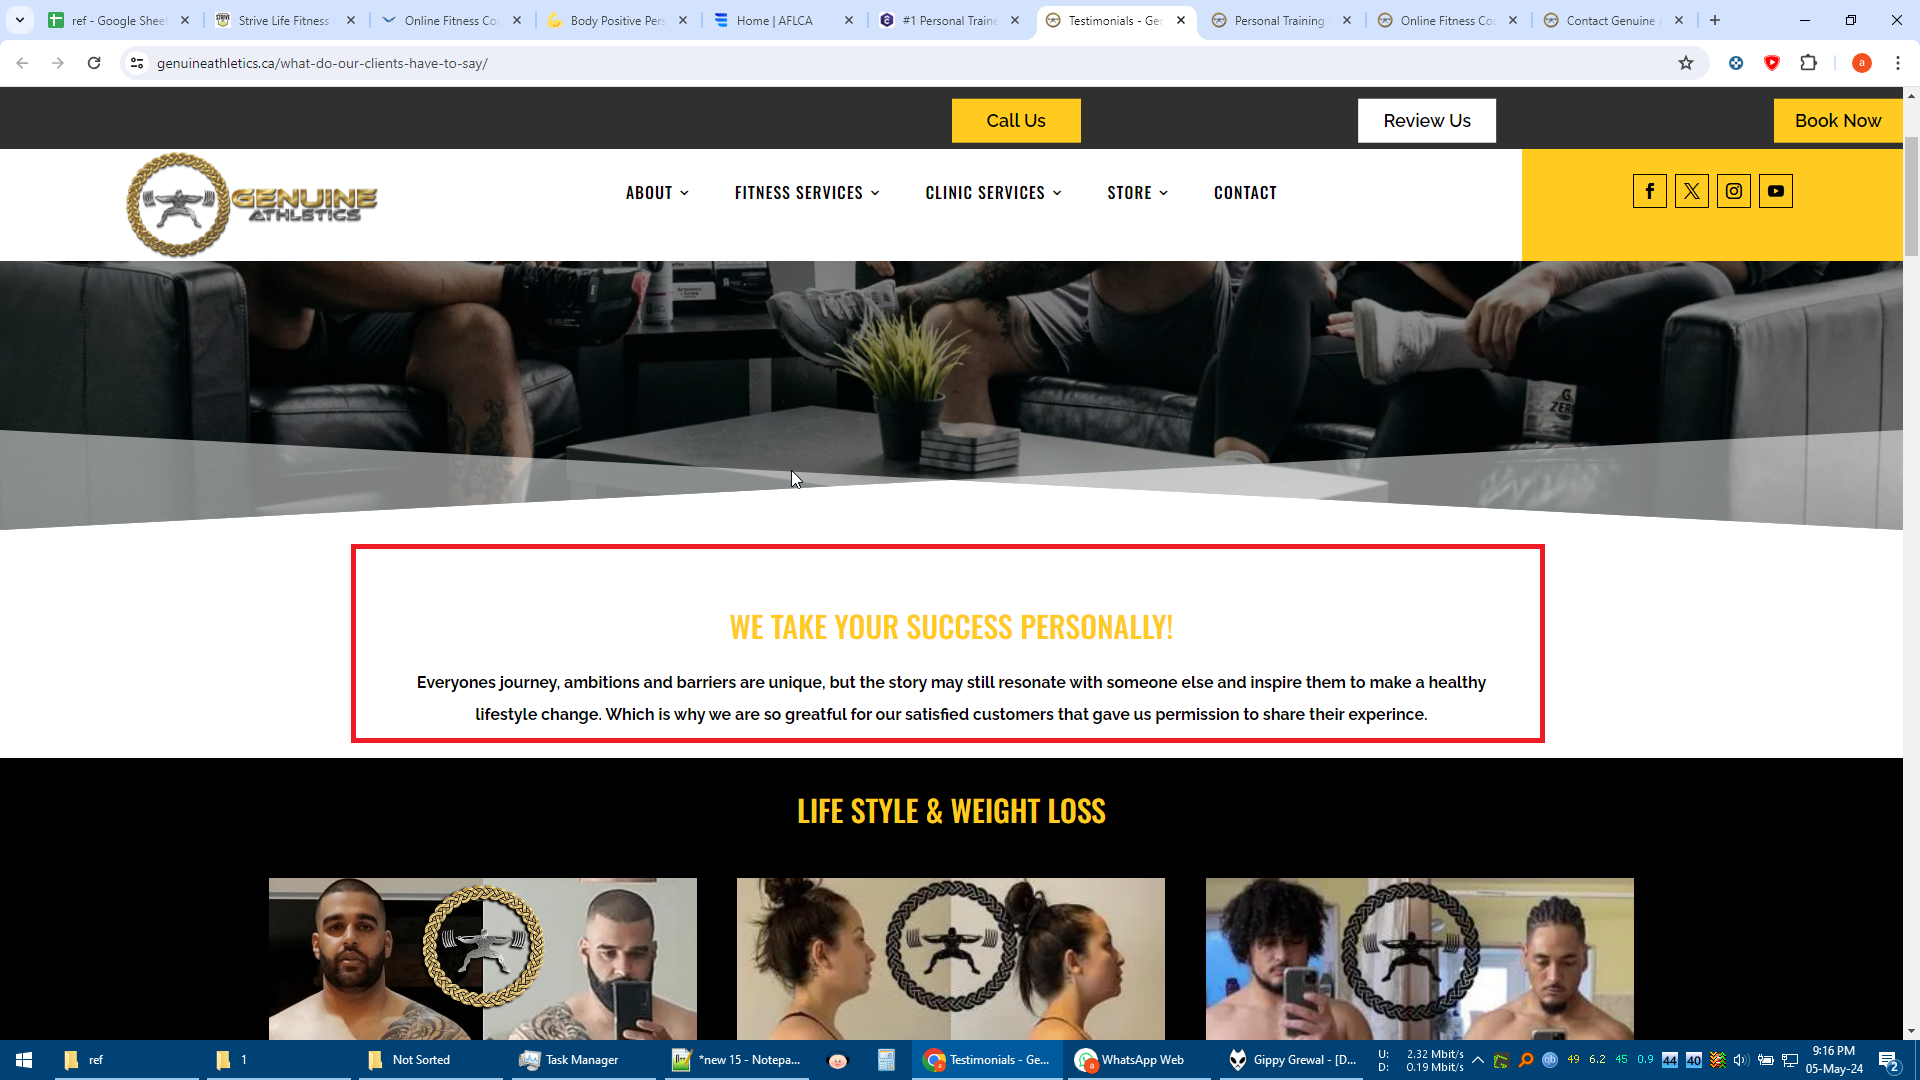 ref - Google Shee
Strive Life Fitness
Online Fitness Co
Body Positive Pers
Home | AFLCA
#1 Personal Traine
Testimonials - Ge
Personal Training
Online Fitness Co
Contact Genuine
genuineathletics.ca/what-do-our-clients-have-to-say/
a
Call Us
Review Us
Book Now
GENUINE
ATHLETICS
ABOUT
FITNESS SERVICES
CLINIC SERVICES
STORE
CONTACT
WE TAKE YOUR SUCCESS PERSONALLY!
Everyones journey, ambitions and barriers are unique, but the story may still resonate with someone else and inspire them to make a healthy
lifestyle change. Which is why we are so greatful for our satisfied customers that gave us permission to share their experince.
LIFE STYLE & WEIGHT LOSS
ref
1
Not Sorted
Task Manager
*new 15 - Notepa...
Testimonials - Ge...
WhatsApp Web
Gippy Grewal - [D...
U: 2.32 Mbit/s
D: 0.19 Mbit/s
49 6.2 45 0.9 44 40
9:16 PM
05-May-24
2